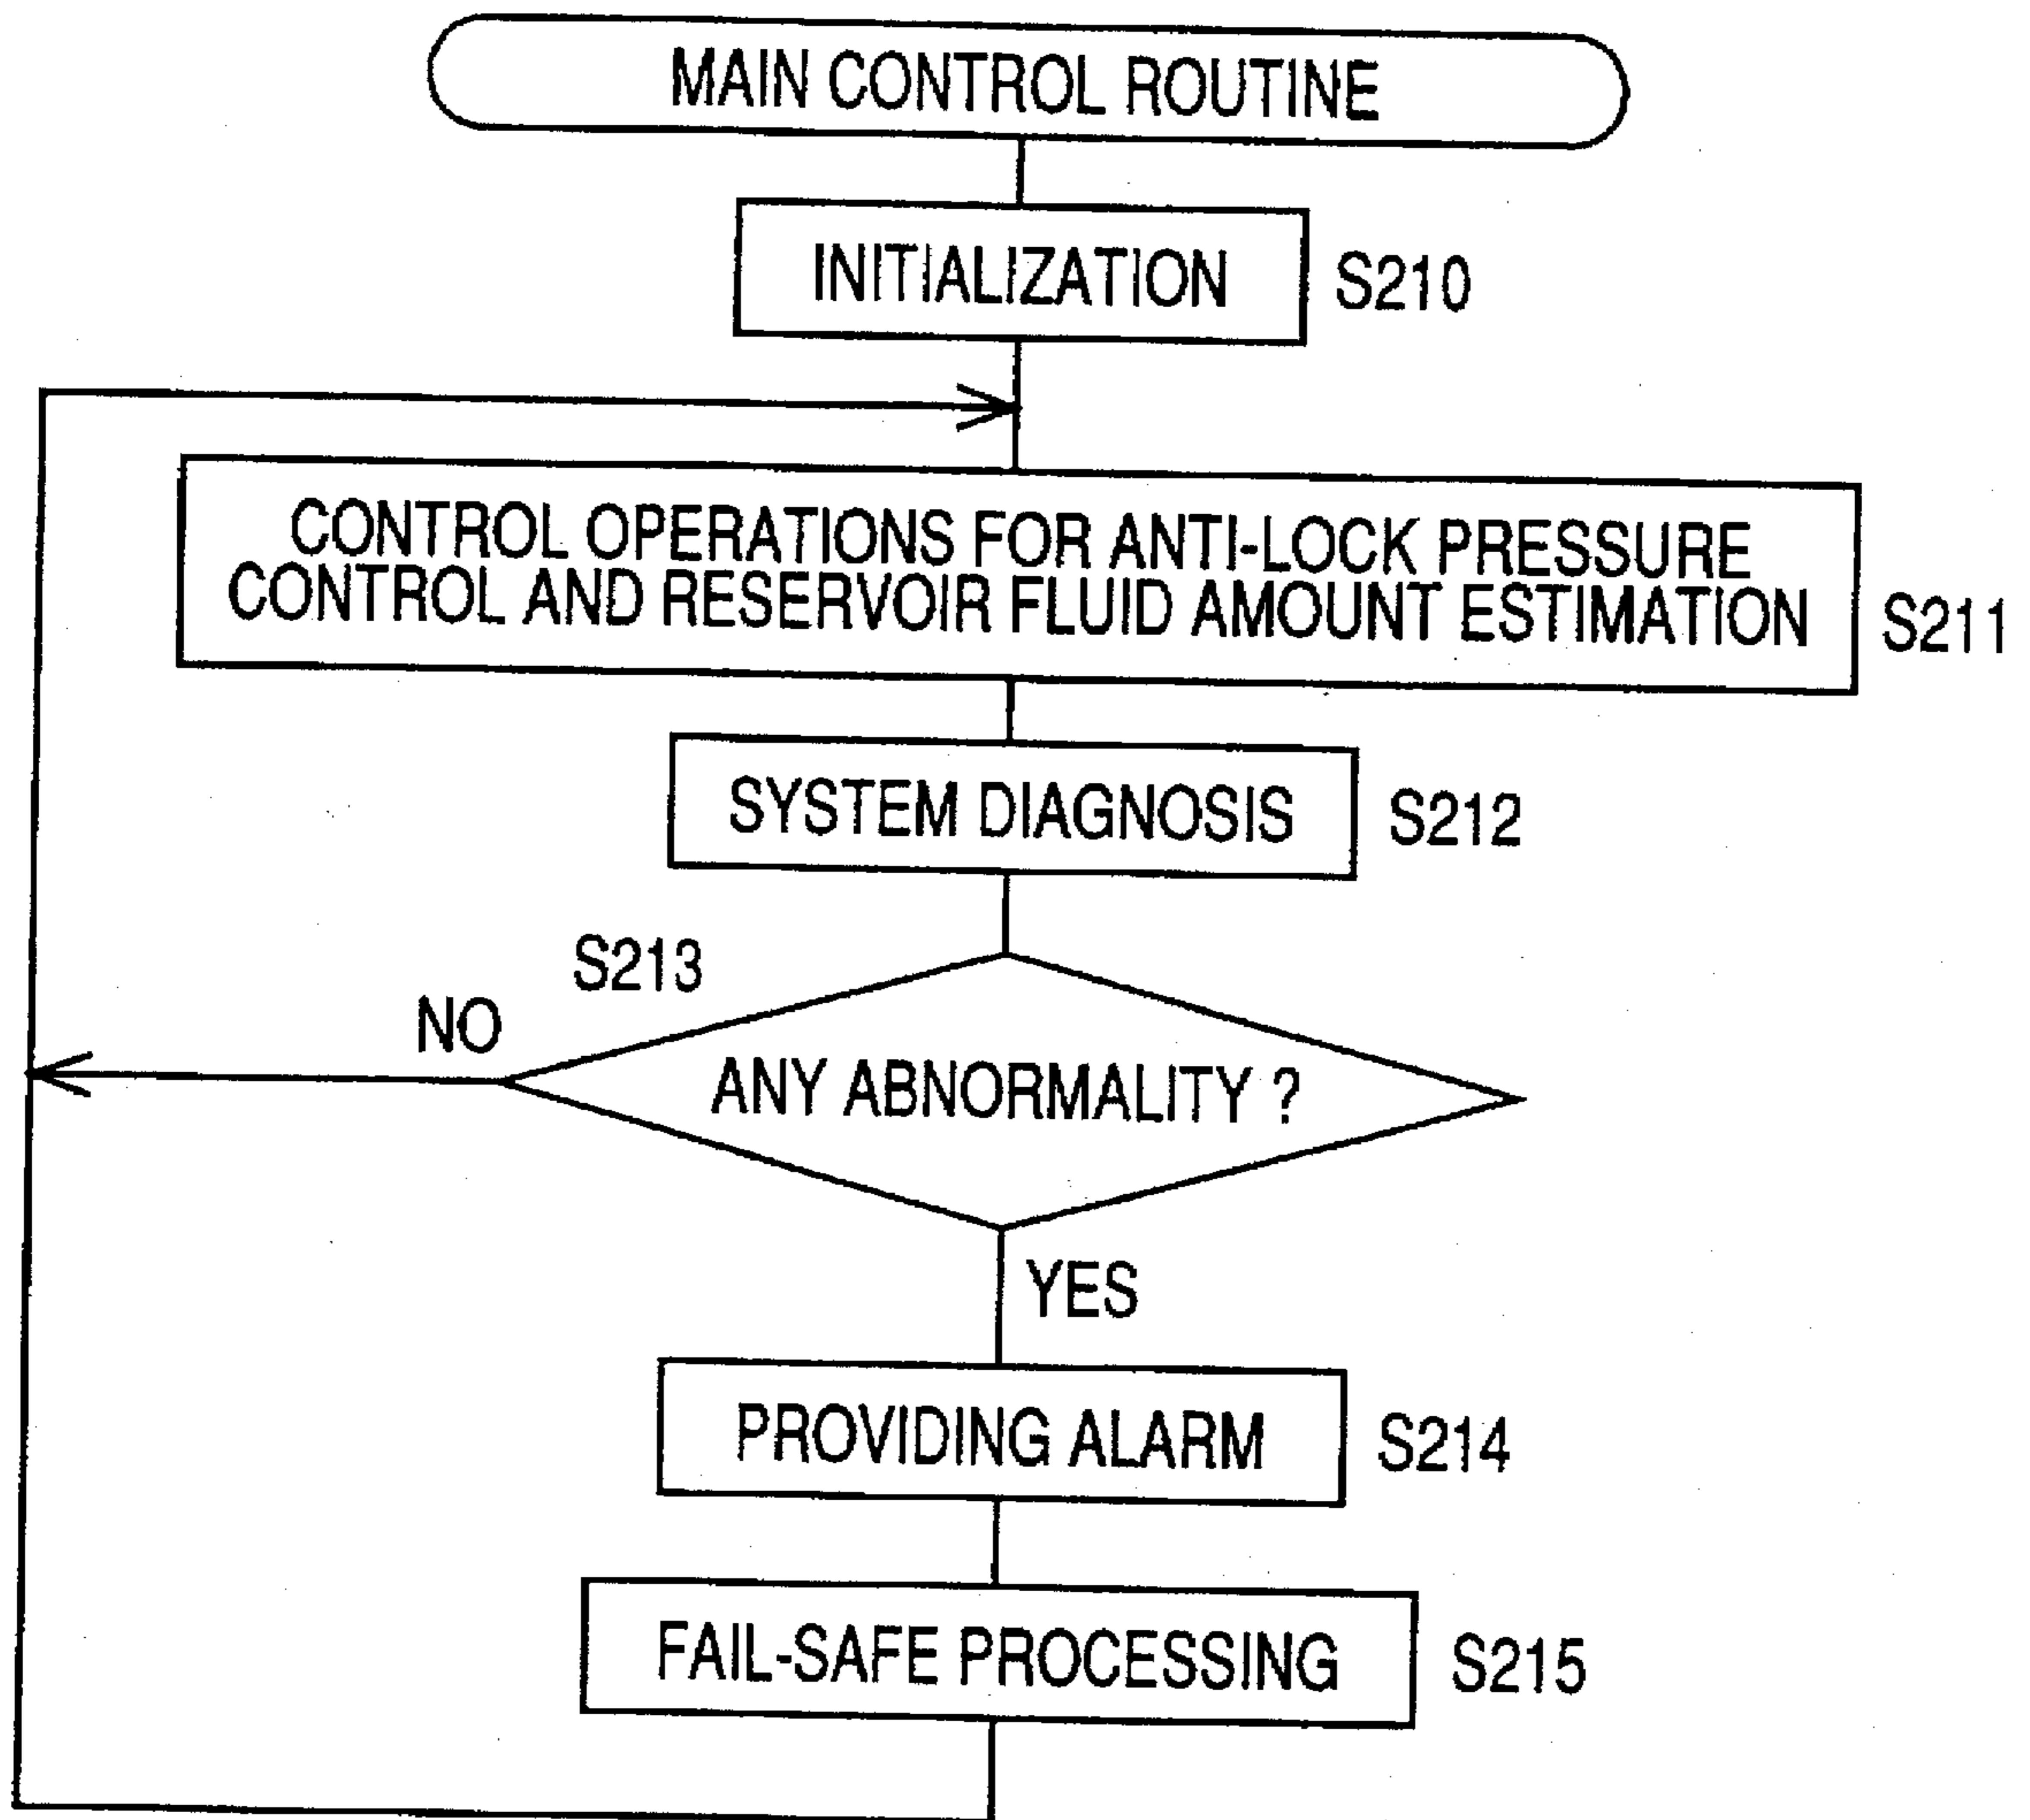 MAIN CONTROL ROUTINE
INITIALIZATION
S210
CONTROL OPERATIONS FOR ANTI-LOCK PRESSURE
CONTROL AND RESERVOIR FLUID AMOUNT ESTIMATION
S211
SYSTEM DIAGNOSIS
S212
S213
NO
ANY ABNORMALITY ?
YES
PROVIDING ALARM
S214
FAIL-SAFE PROCESSING
S215